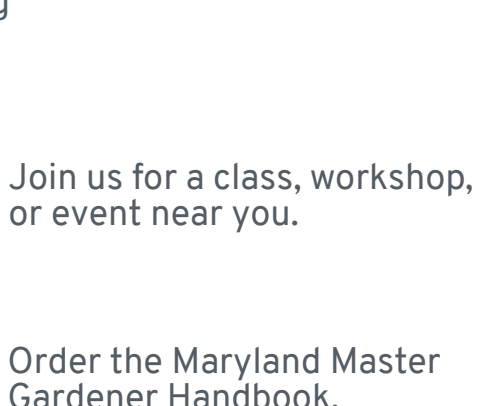 Join us for a class, workshop,
or event near you.
Order the Maryland Master
Gardener Handbook.